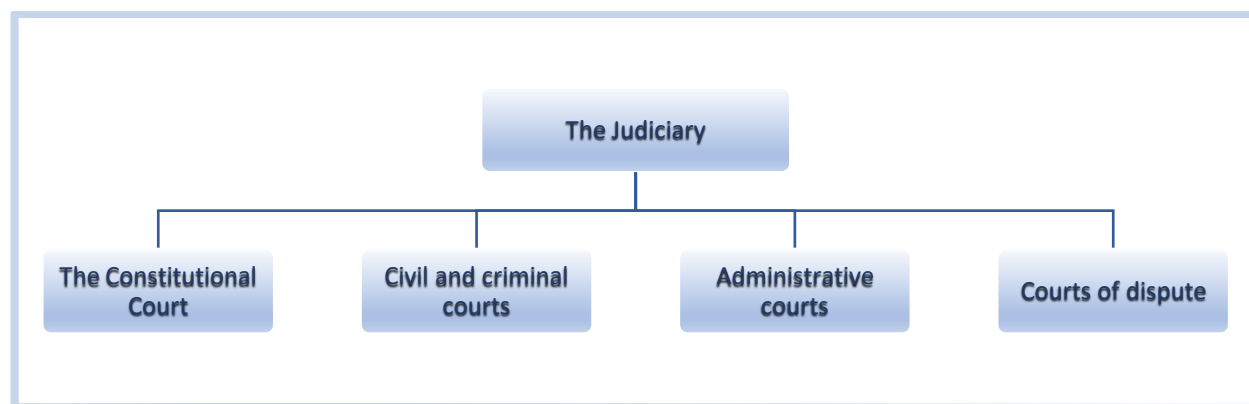 The Judiciary
The Constitutional
Court
Civil and criminal
courts
Administrative
courts
Courts of dispute